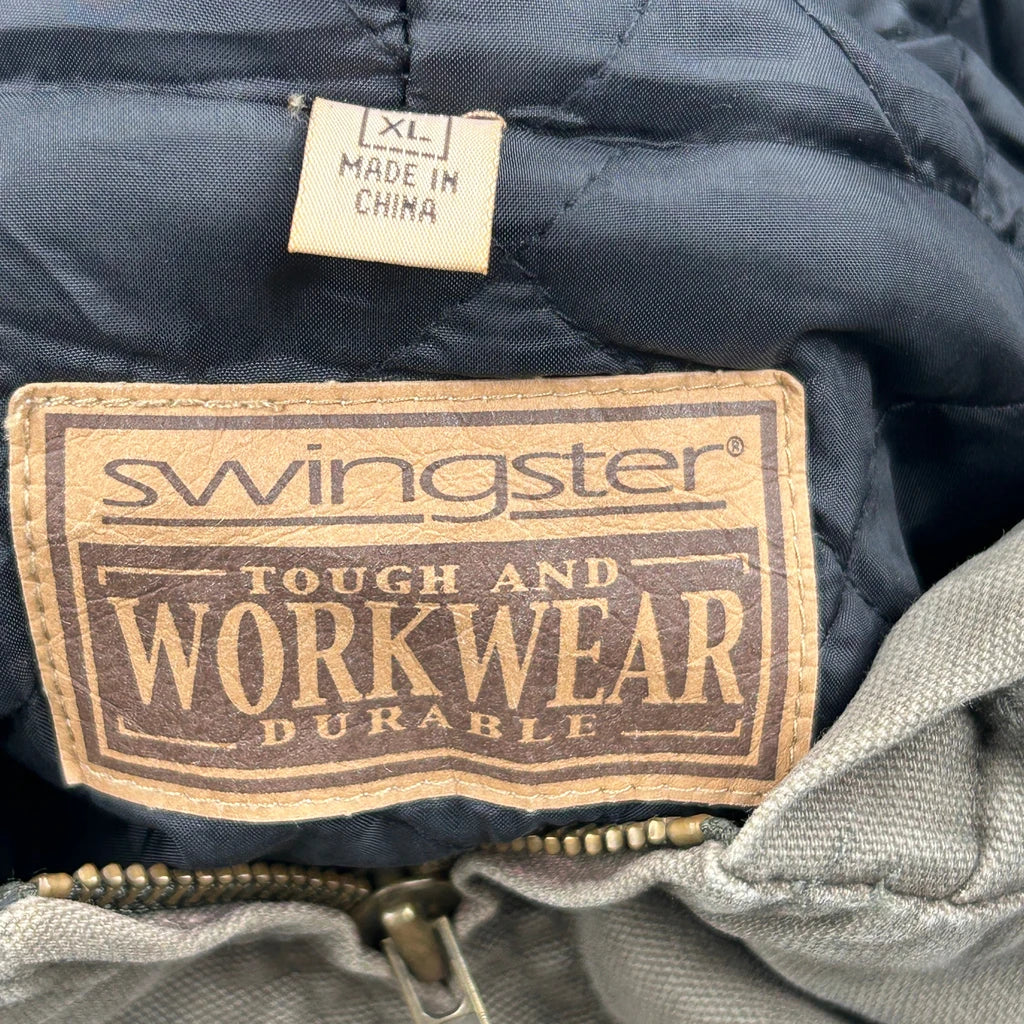 XL
MADE IN
CHINA
swingster®
TOUGH AND
WORKWEAR
DURABLE